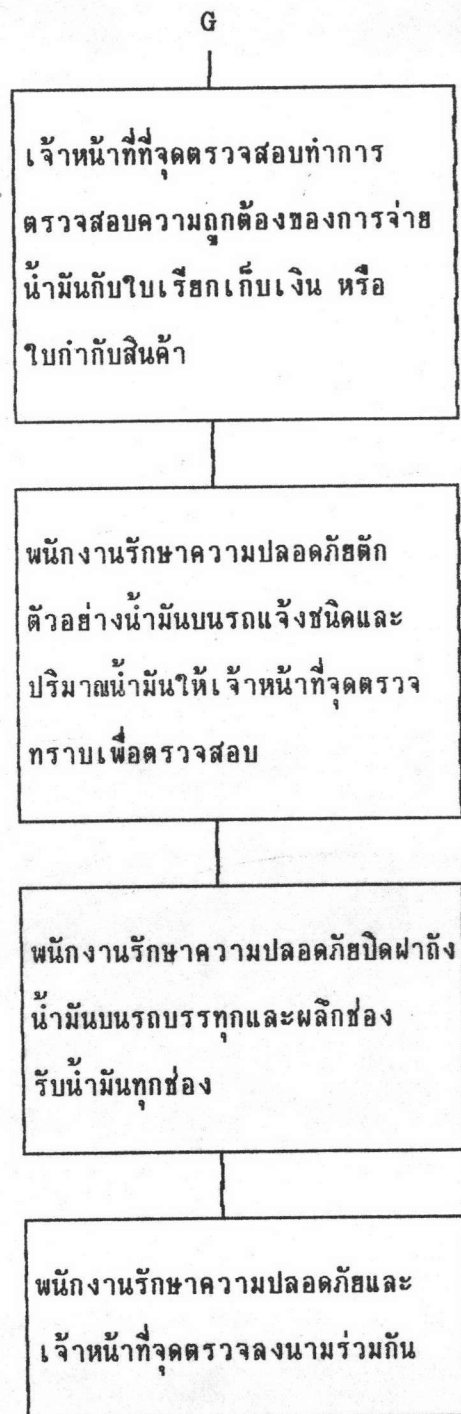 G
เจ้าหน้าที่ที่จุดตรวจสอบทำการ
ตรวจสอบความถูกต้องของการจ่าย
น้ำมันกับใบเรียกเก็บเงิน หรือ
ใบกำกับสินค้า
พนักงานรักษาความปลอดภัยตัก
ตัวอย่างน้ำมันบนรถแจ้งชนิดและ
ปริมาณน้ำมันให้เจ้าหน้าที่จุดตรวจ
ทราบเพื่อตรวจสอบ
พนักงานรักษาความปลอดภัยปิดฝาถัง
น้ำมันบนรถบรรทุกและผลึกช่อง
รับน้ำมันทุกช่อง
พนักงานรักษาความปลอดภัยและ
เจ้าหน้าที่จุดตรวจลงนามร่วมกัน